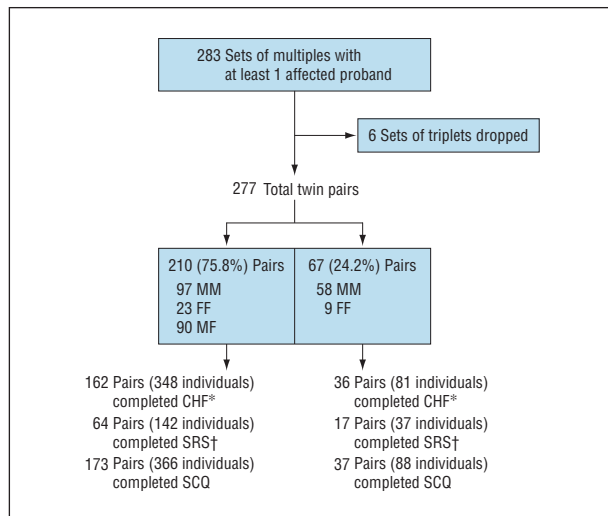 283 Sets of multiples with
at least 1 affected proband
6 Sets of triplets dropped
277 Total twin pairs
210 (75.8%) Pairs
97 MM
23 FF
90 MF
67 (24.2%) Pairs
58 MM
9 FF
162 Pairs (348 individuals)
completed CHF*
64 Pairs (142 individuals)
completed SRS†
173 Pairs (366 individuals)
completed SCQ
36 Pairs (81 individuals)
completed CHF*
17 Pairs (37 individuals)
completed SRS†
37 Pairs (88 individuals)
completed SCQ